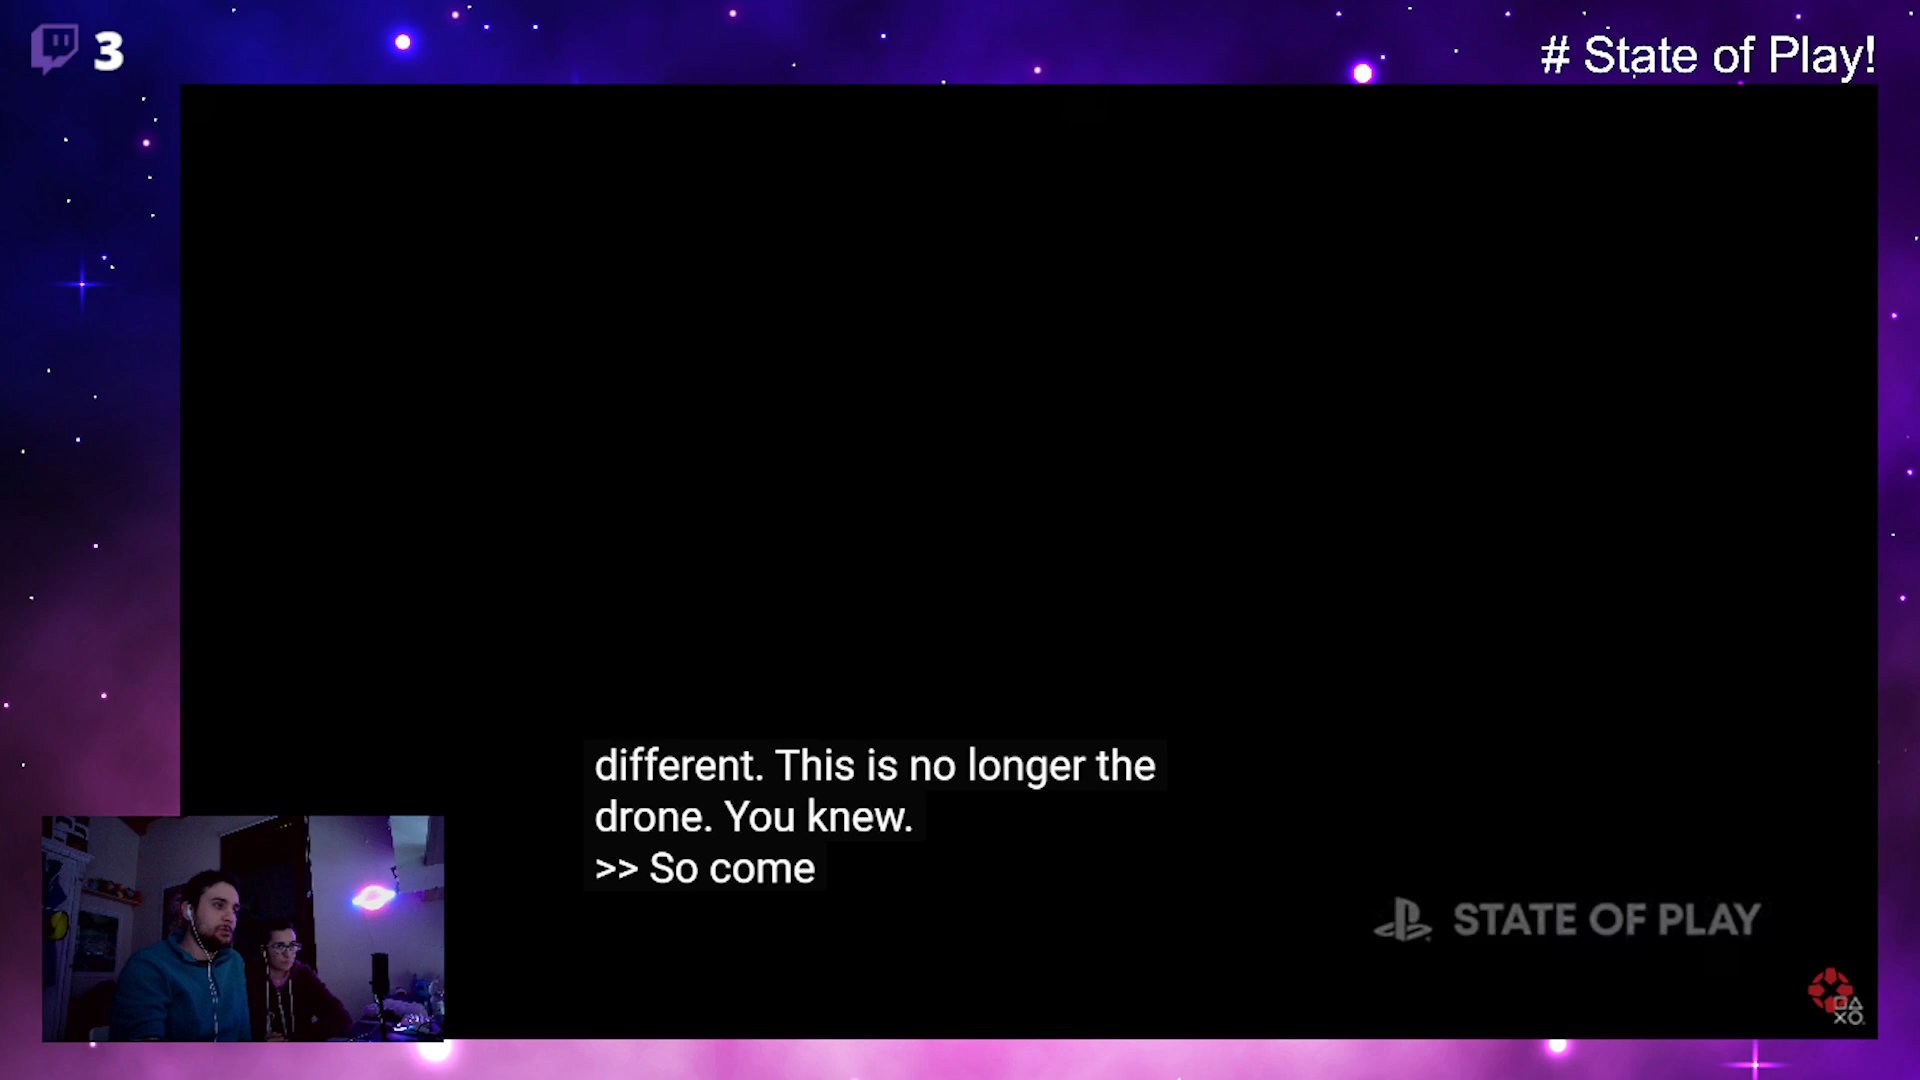 3
# State of Play!
different. This is no longer the
drone. You knew.
>> So come
STATE OF PLAY